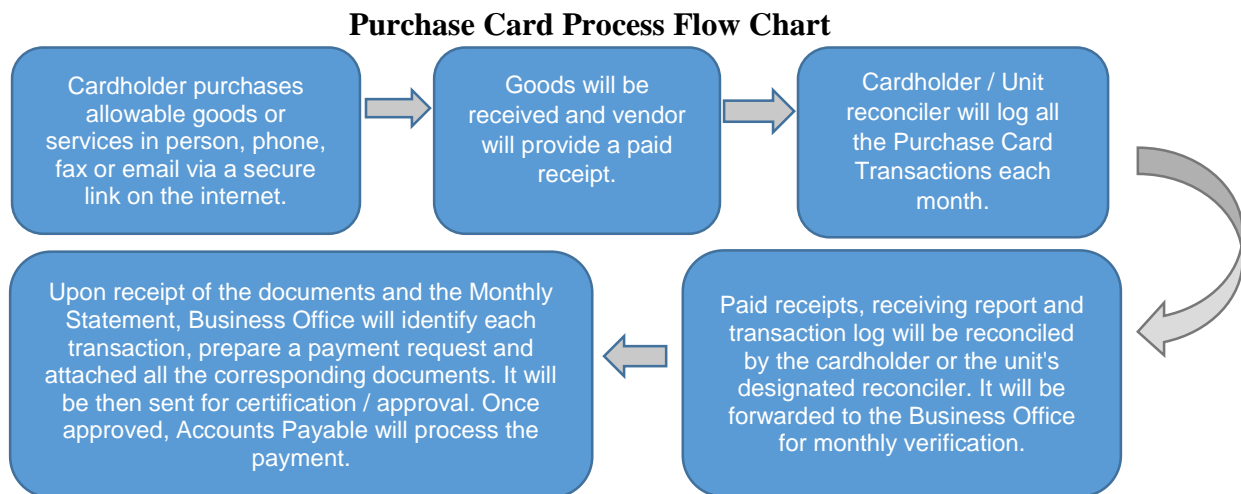 Purchase Card Process Flow Chart
Cardholder purchases
allowable goods or
services in person, phone,
fax or email via a secure
link on the internet.
Goods will be
received and vendor
will provide a paid
receipt.
Cardholder / Unit
reconciler will log all
the Purchase Card
Transactions each
month.
Paid receipts, receiving report and
transaction log will be reconciled
by the cardholder or the unit's
designated reconciler. It will be
forwarded to the Business Office
for monthly verification.
Upon receipt of the documents and the Monthly
Statement, Business Office will identify each
transaction, prepare a payment request and
attached all the corresponding documents. It will
be then sent for certification / approval. Once
approved, Accounts Payable will process the
payment.